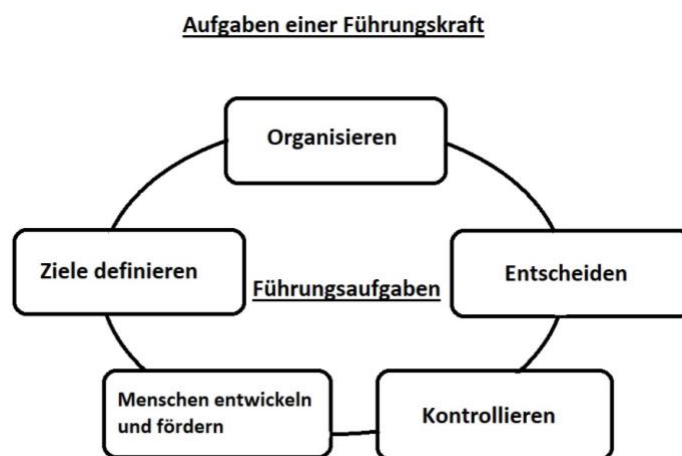 Aufgaben einer Führungskraft
Organisieren
Ziele definieren
Führungsaufgaben
Entscheiden
Menschen entwickeln
und fördern
Kontrollieren